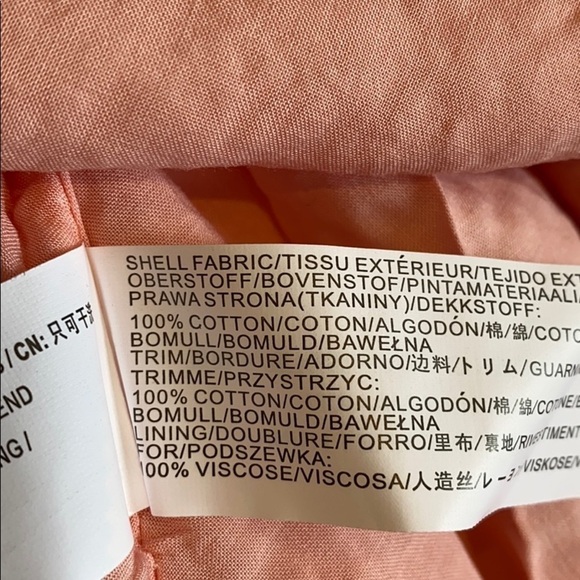 SHELL FABRIC/TISSU EXTÉRIEUR/TEJIDO EXT
OBERSTOFF/BOVENSTOF/PINTAMATERIAALI
PRAWA STRONA(TKANINY)/DEKKSTOFF:
100% COTTON/COTON/ALGODÓN/棉/綿/COTO
BOMULL/BOMULD/BAWEŁNA
TRIM/BORDURE/ADORNO/边料/トリム/GUARN
TRIMME/PRZYSTRZYC:
100% COTTON/COTON/ALGODÓN/棉/綿/COTONE/
BOMULL/BOMULD/BAWEŁNA
LINING/DOUBLURE/FORRO/里布/裏地/
FOR/PODSZEWKA:
100% VISCOSE/VISCOSA/人造丝/レーヨ/VISKOSE/
/CN: 只可干洗
END
NG/